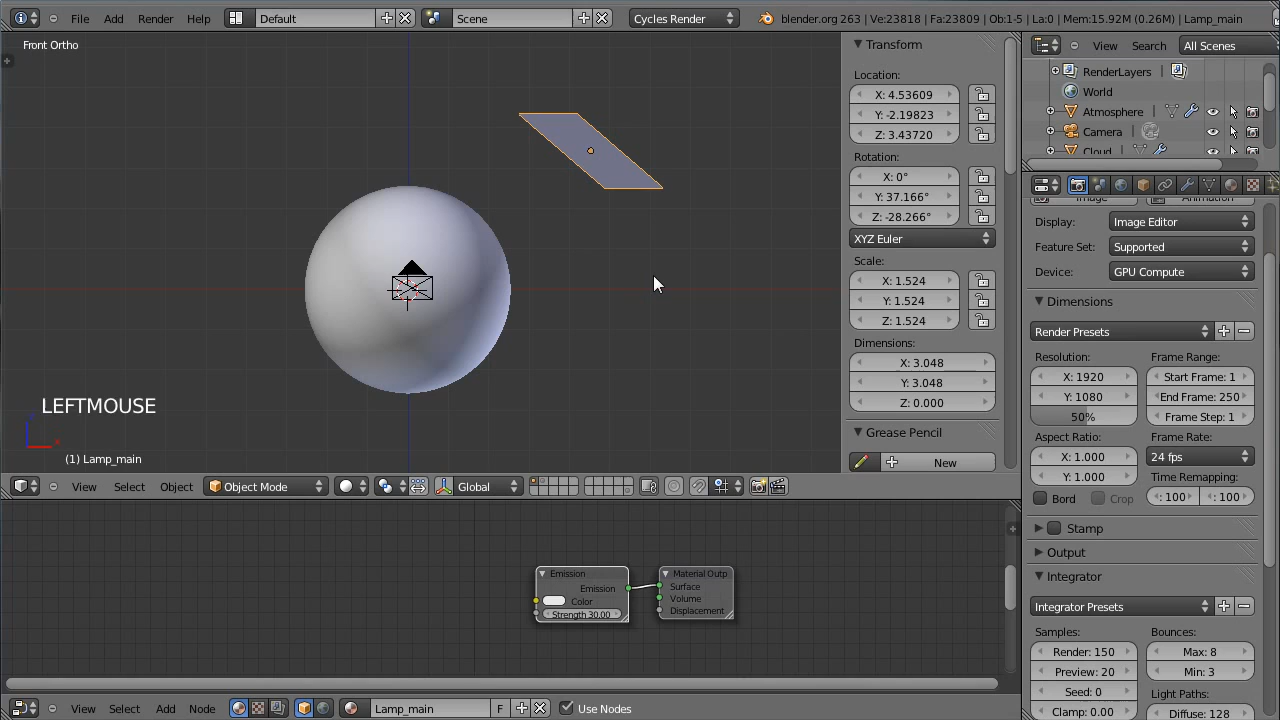 File Add Render Help Default Scene Cycles Render blender.org 263 | Ve:23818 | Fa:23809 | Ob:1-5 | La:0 | Mem:15.92M (0.26M) | Lamp_main
Front Ortho
Transform
Location:
X: 4.53609
Y: -2.19823
Z: 3.43720
Rotation:
X: 0°
Y: 37.166°
Z: -28.266°
XYZ Euler
Scale:
X: 1.524
Y: 1.524
Z: 1.524
Dimensions:
X: 3.048
Y: 3.048
Z: 0.000
Grease Pencil
New
LEFTMOUSE
x
(1) Lamp_main
View Select Object Object Mode Global
Emission
Emission
Color
Strength 30.00
Material Outp
Surface
Volume
Displacement
View Select Add Node Lamp_main F Use Nodes
View Search All Scenes
RenderLayers |
World
Atmosphere |
Camera |
Cloud |
Image Animation
Display: Image Editor
Feature Set: Supported
Device: GPU Compute
Dimensions
Render Presets
Resolution: Frame Range:
X: 1920 Start Frame: 1
Y: 1080 End Frame: 250
50% Frame Step: 1
Aspect Ratio: Frame Rate:
X: 1.000 24 fps
Y: 1.000 Time Remapping:
Bord Crop : 100 : 100
Stamp
Output
Integrator
Integrator Presets
Samples: Bounces:
Render: 150 Max: 8
Preview: 20 Min: 3
Seed: 0 Light Paths:
Clamp: 0.00 Diffuse: 128